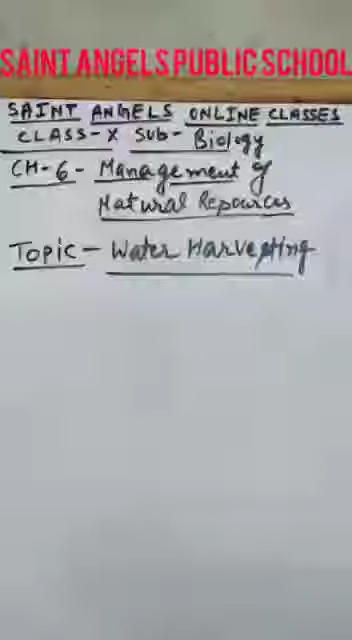 SAINT ANGELS PUBLIC SCHOOL
SAINT ANGELS ONLINE CLASSES
CLASS-X SUB- Biology
CH-6- Management of
Natural Resources
Topic - Water Harvesting